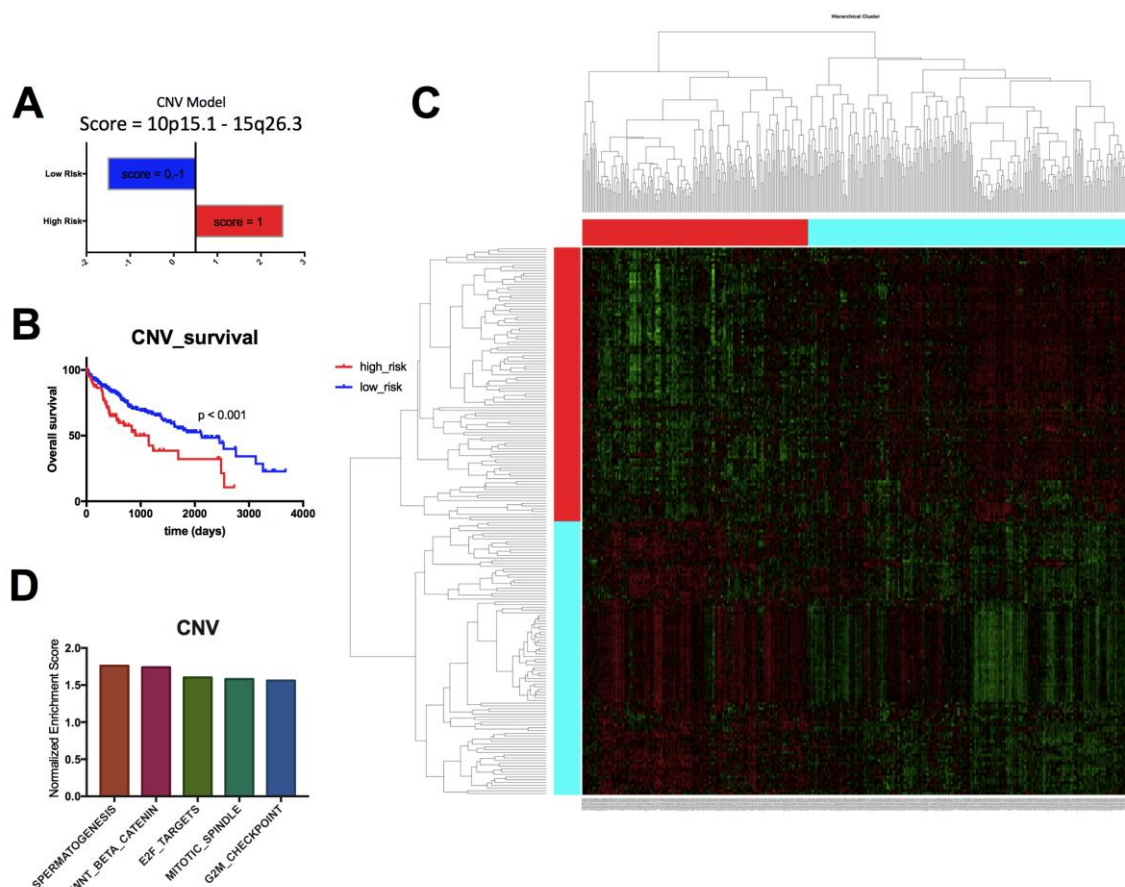 Hierarchical Cluster
A
CNV Model
Score = 10p15.1 - 15q26.3
Low RIsk
score = 0,-1
High Risk
score = 1
-2
-1
0
1
2
3
B
CNV_survival
high_risk
low_risk
p < 0.001
Overall survival
100
50
0
0
1000
2000
3000
4000
time (days)
C
D
CNV
Normalized Enrichment Score
2.0
1.5
1.0
0.5
0.0
SPERMATOGENESIS
WNT_BETA_CATENIN
E2F_TARGETS
MITOTIC_SPINDLE
G2M_CHECKPOINT